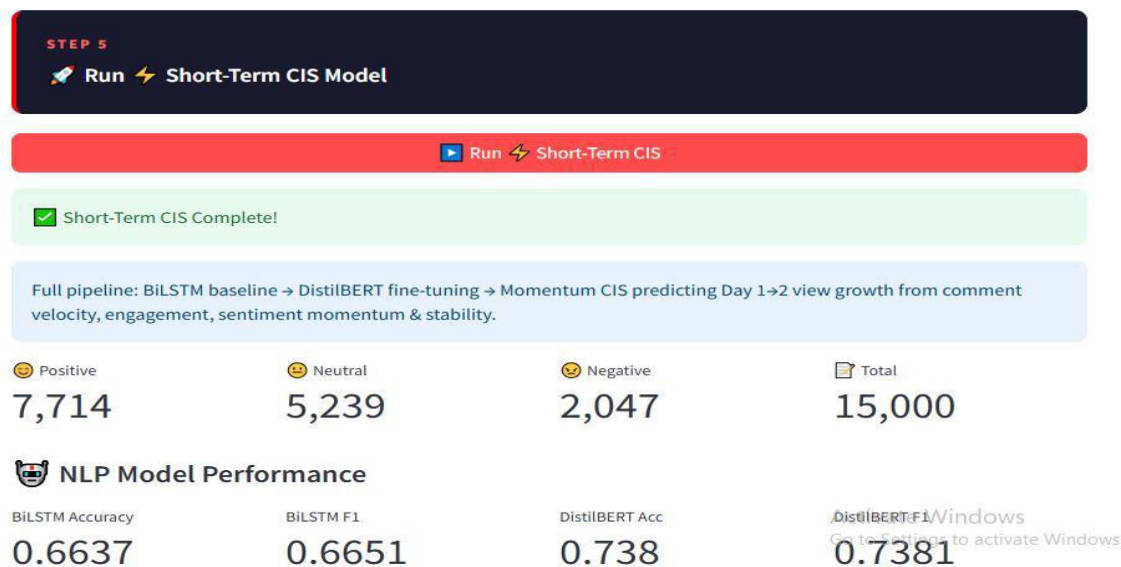 STEP 5
🚀 Run ⚡ Short-Term CIS Model
▶️ Run ⚡ Short-Term CIS
✅ Short-Term CIS Complete!
Full pipeline: BiLSTM baseline → DistilBERT fine-tuning → Momentum CIS predicting Day 1→2 view growth from comment
velocity, engagement, sentiment momentum & stability.
😊 Positive 😐 Neutral 😠 Negative 📝 Total
7,714 5,239 2,047 15,000
🤖 NLP Model Performance
BiLSTM Accuracy BiLSTM F1 DistilBERT Acc DistilBERT F1
Activate Windows
0.6637 0.6651 0.738 0.7381
Go to Settings to activate Windows